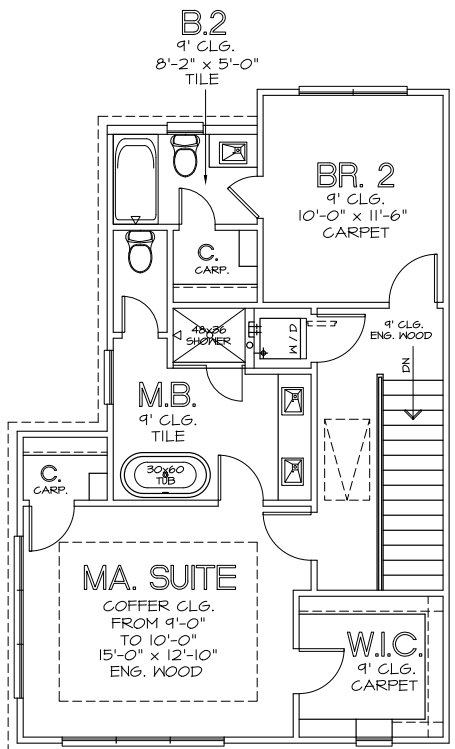 B.2
9' CLG.
8'-2" x 5'-0"
TILE
BR. 2
9' CLG.
10'-0" x 11'-6"
CARPET
C.
CARP.
48x36
SHOWER
D/M
9' CLG.
ENG. WOOD
DN
M.B.
9' CLG.
TILE
30x60
TUB
C.
CARP.
MA. SUITE
COFFER CLG.
FROM 9'-0"
TO 10'-0"
15'-0" x 12'-10"
ENG. WOOD
W.I.C.
9' CLG.
CARPET